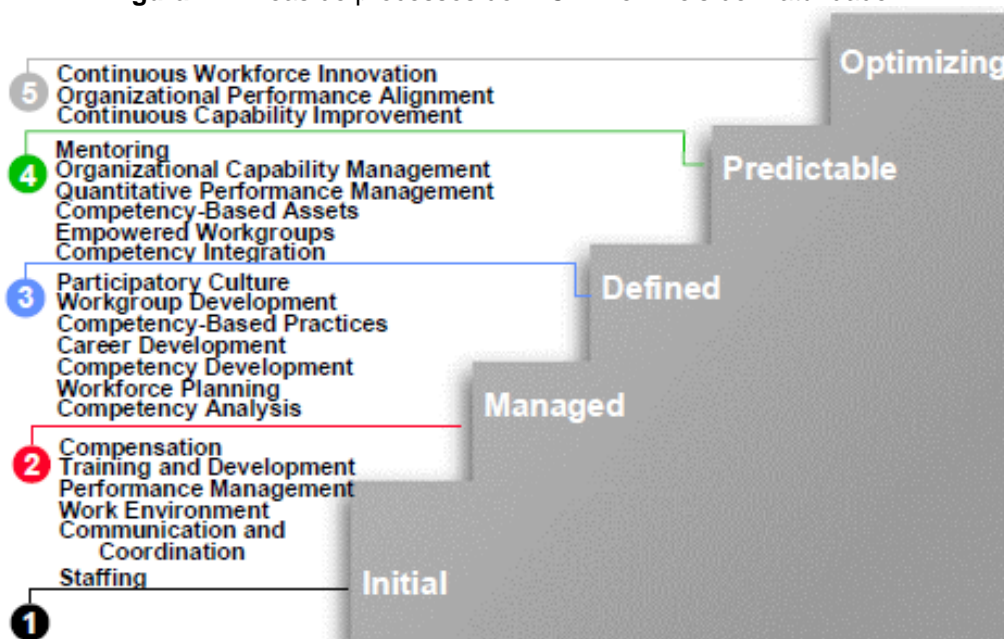 5
Continuous Workforce Innovation
Organizational Performance Alignment
Continuous Capability Improvement
Optimizing
4
Mentoring
Organizational Capability Management
Quantitative Performance Management
Competency-Based Assets
Empowered Workgroups
Competency Integration
Predictable
3
Participatory Culture
Workgroup Development
Competency-Based Practices
Career Development
Competency Development
Workforce Planning
Competency Analysis
Defined
2
Compensation
Training and Development
Performance Management
Work Environment
Communication and
Coordination
Staffing
Managed
1
Initial